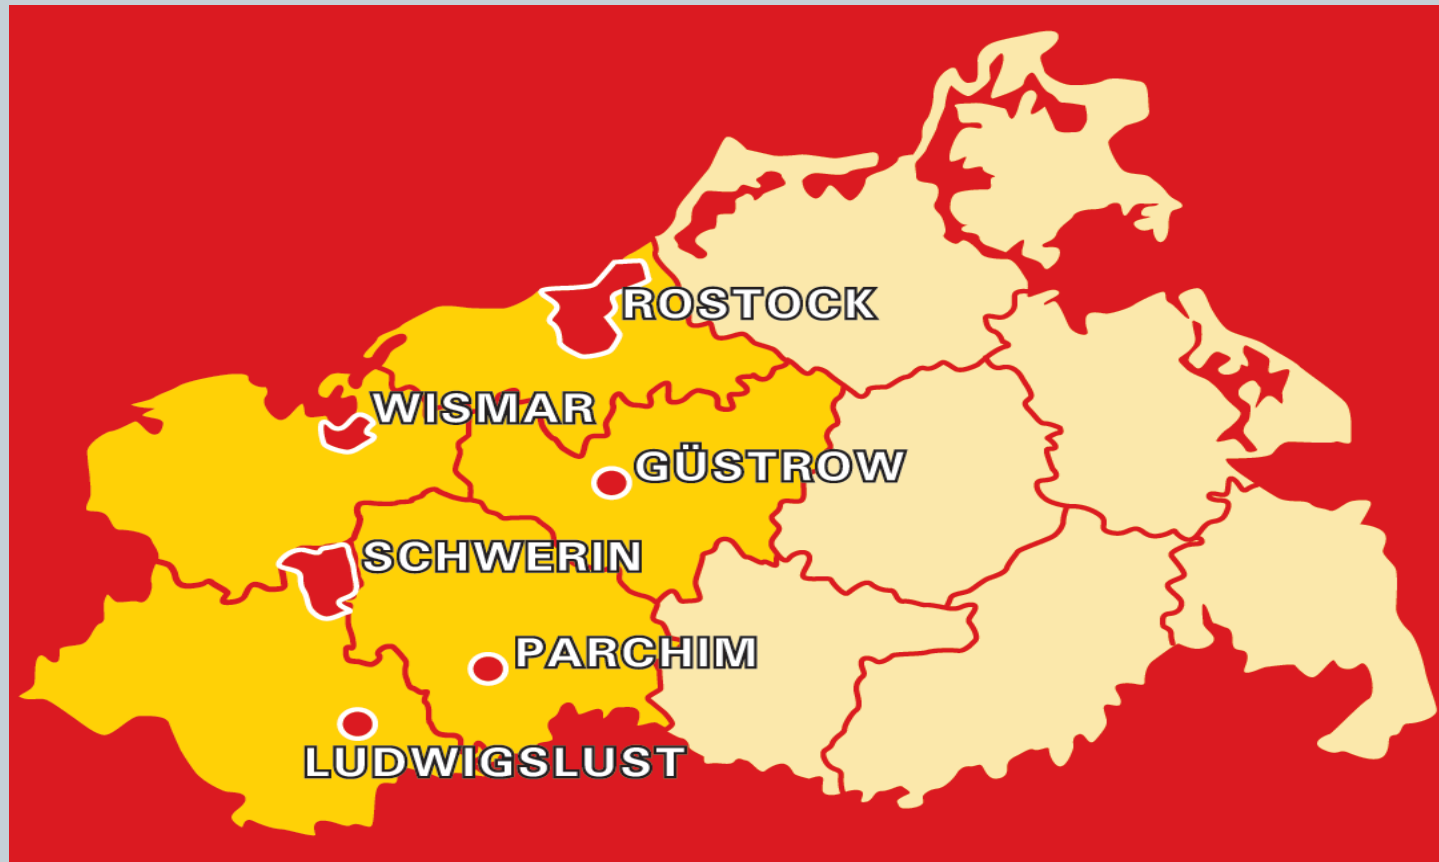 ROSTOCK
WISMAR
GÜSTROW
SCHWERIN
PARCHIM
LUDWIGSLUST